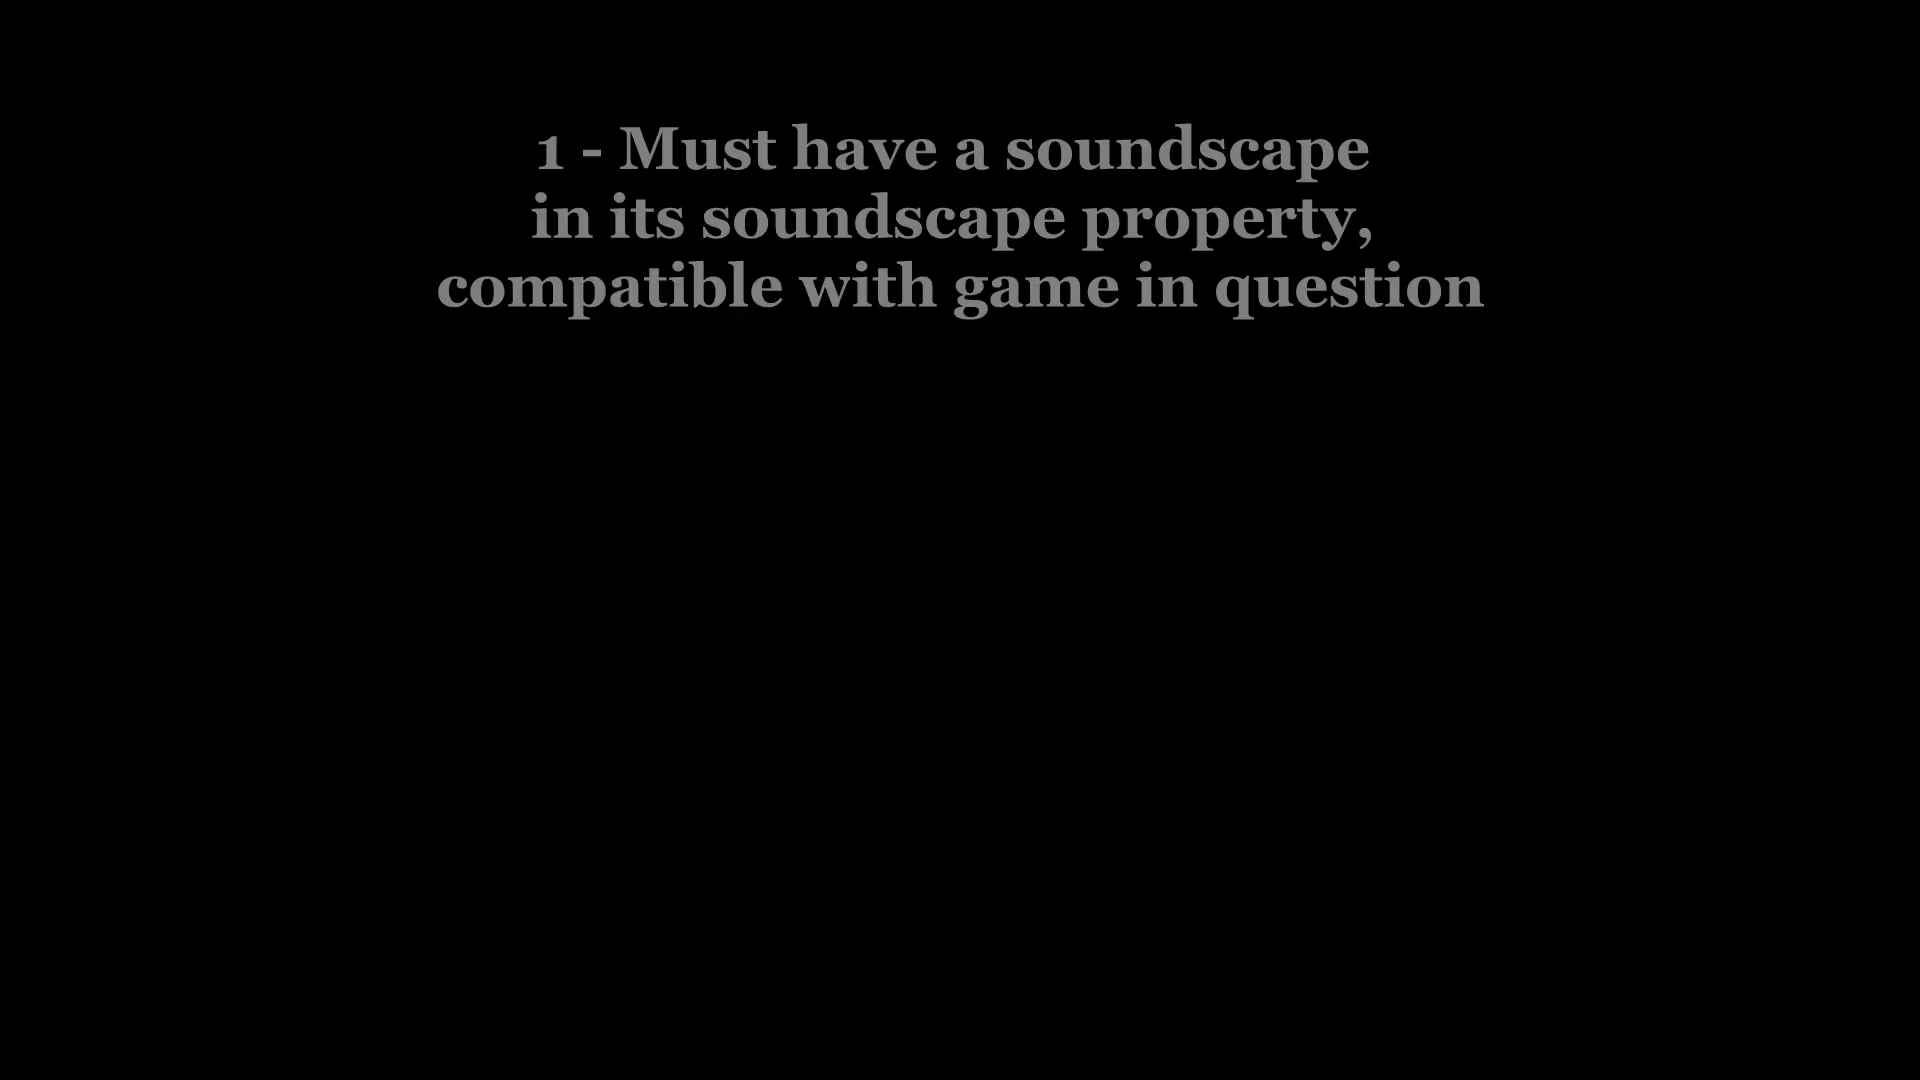 1 - Must have a soundscape
in its soundscape property,
compatible with game in question